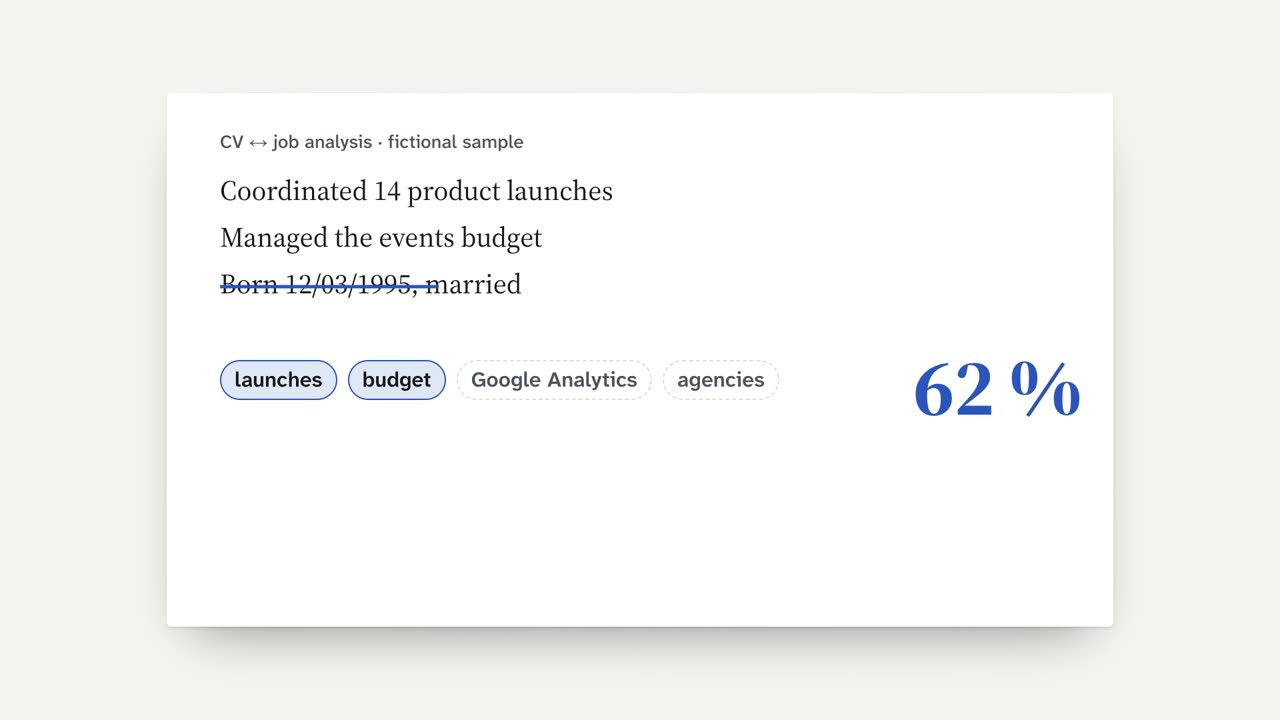 CV ↔ job analysis · fictional sample
Coordinated 14 product launches
Managed the events budget
Born 12/03/1995, married
launches budget Google Analytics agencies
62 %